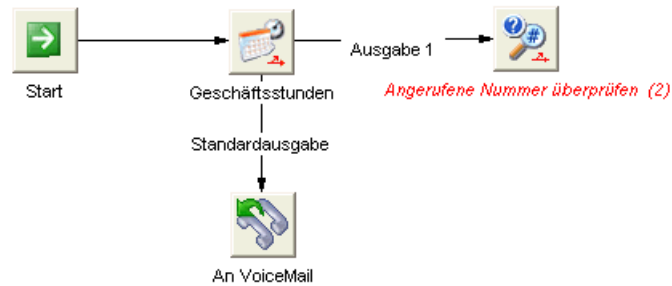 Ausgabe 1
Start
Geschäftsstunden
Angerufene Nummer überprüfen (2)
Standardausgabe
An VoiceMail